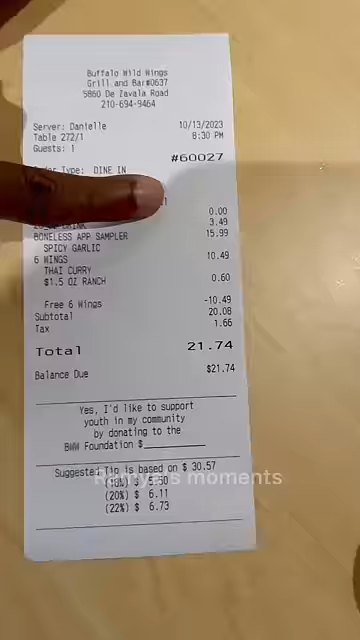 Buffalo Wild Wings
Grill and Bar#0637
5860 De Zavala Road
210-694-9464
Server: Danielle 10/13/2023
Table 272/1 8:30 PM
Guests: 1
#60027
Order Type: DINE IN
0.00
DRINK 3.49
BONELESS APP SAMPLER 15.99
SPICY GARLIC
6 WINGS 10.49
THAI CURRY
$1.5 OZ RANCH 0.60
Free 6 Wings -10.49
Subtotal 20.08
Tax 1.66
Total 21.74
Balance Due $21.74
Yes, I'd like to support
youth in my community
by donating to the
BWW Foundation $
Suggested Tip is based on $ 30.57
(18%) $ 5.50
(20%) $ 6.11
(22%) $ 6.73
moments